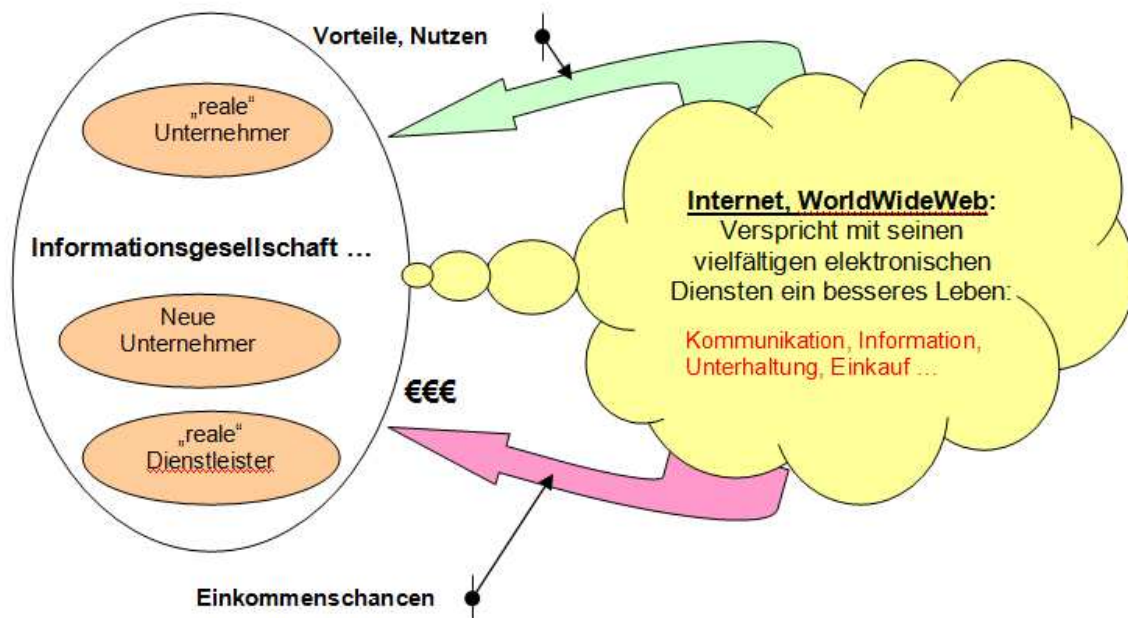 Vorteile, Nutzen
„reale“
Unternehmer
Informationsgesellschaft …
Neue
Unternehmer
„reale“
Dienstleister
Internet, WorldWideWeb:
Verspricht mit seinen
vielfältigen elektronischen
Diensten ein besseres Leben:
Kommunikation, Information,
Unterhaltung, Einkauf …
€€€
Einkommenschancen